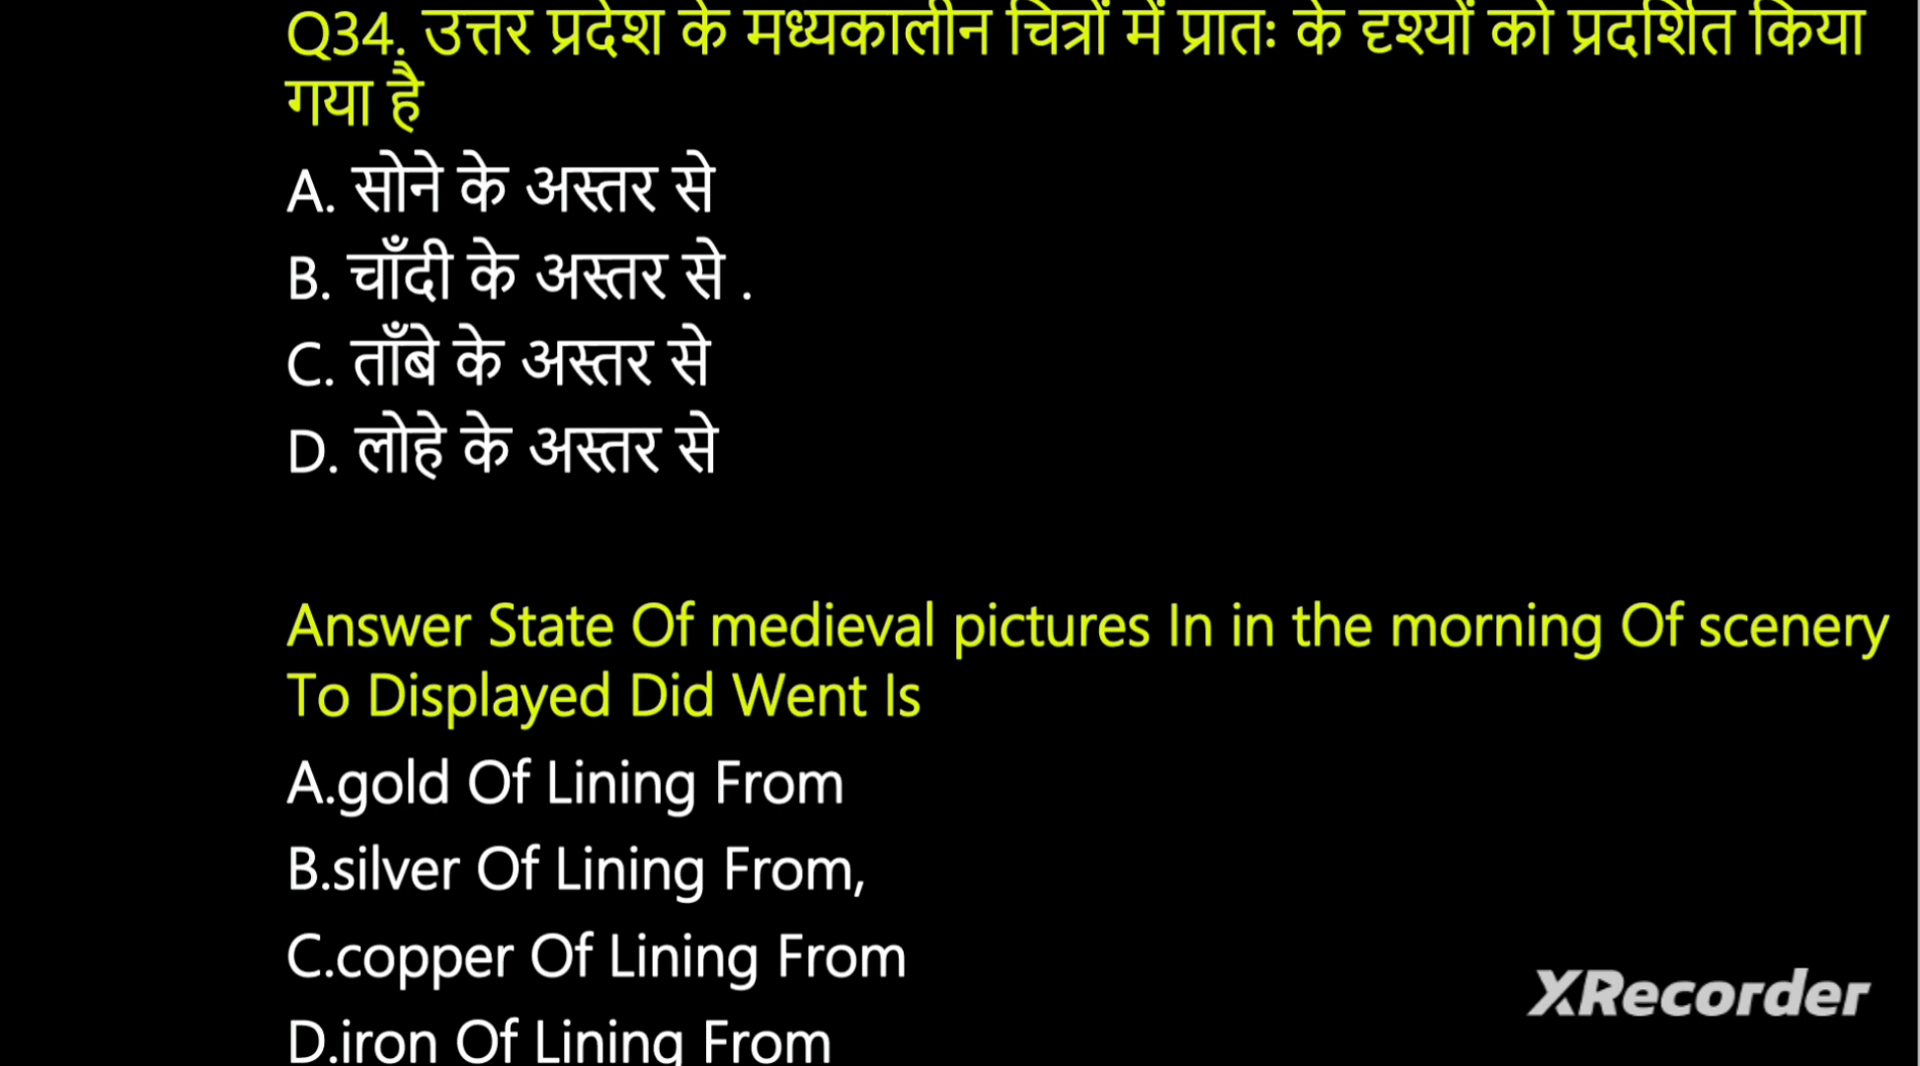 Q34. उत्तर प्रदेश के मध्यकालीन चित्रों में प्रातः के दृश्यों को प्रदर्शित किया
गया है
A. सोने के अस्तर से
B. चाँदी के अस्तर से .
C. ताँबे के अस्तर से
D. लोहे के अस्तर से
Answer State Of medieval pictures In in the morning Of scenery
To Displayed Did Went Is
A.gold Of Lining From
B.silver Of Lining From,
C.copper Of Lining From
D.iron Of Lining From
XRecorder